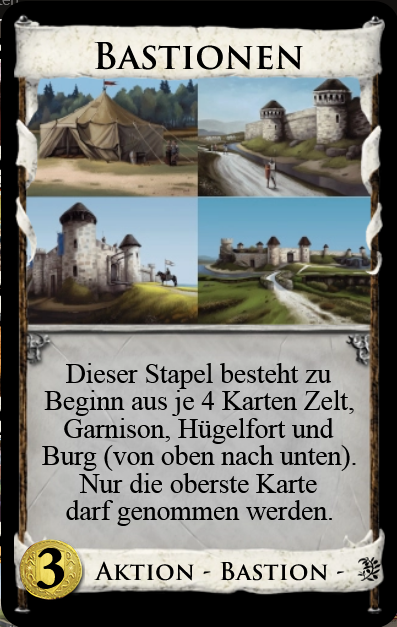 BASTIONEN
Dieser Stapel besteht zu
Beginn aus je 4 Karten Zelt,
Garnison, Hügelfort und
Burg (von oben nach unten).
Nur die oberste Karte
darf genommen werden.
3 AKTION - BASTION -